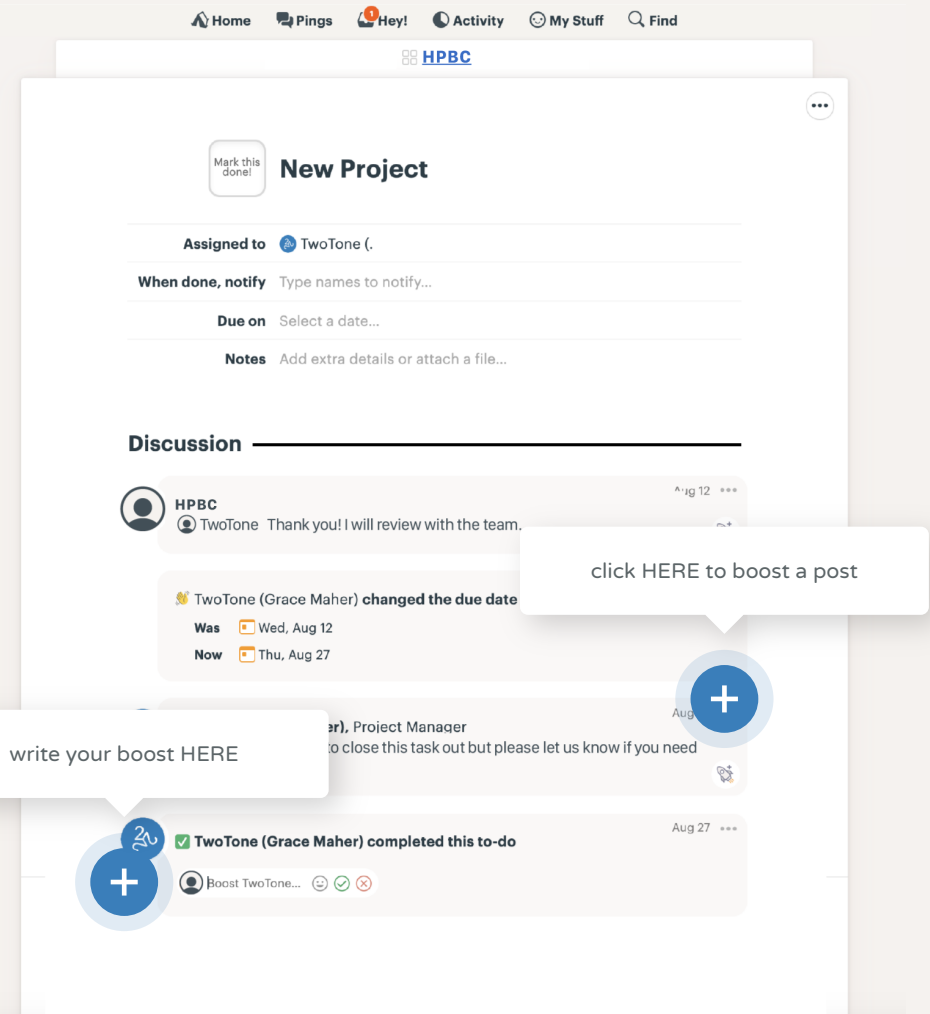 Home Pings 1 Hey! Activity My Stuff Find
HPBC
Mark this
done!
New Project
Assigned to TwoTone (.
When done, notify Type names to notify...
Due on Select a date...
Notes Add extra details or attach a file...
Discussion
Aug 12
HPBC
TwoTone Thank you! I will review with the team.
click HERE to boost a post
TwoTone (Grace Maher) changed the due date
Was Wed, Aug 12
Now Thu, Aug 27
Aug
er), Project Manager
to close this task out but please let us know if you need
write your boost HERE
Aug 27
TwoTone (Grace Maher) completed this to-do
Boost TwoTone...